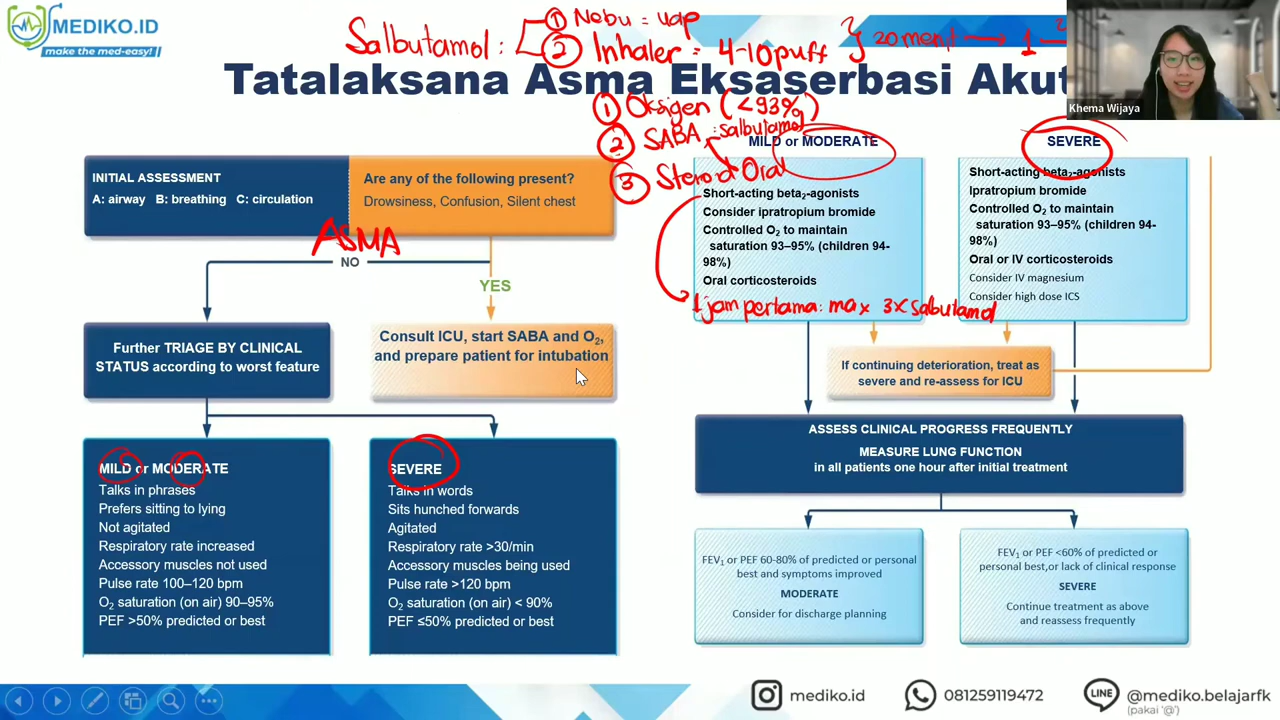 MEDIKO.ID
make the med-easy!
Salbutamol : ① Nebu = uap
② Inhaler = 4-10 puff } 20 menit → 1
Tatalaksana Asma Eksaserbasi Akut
Khema Wijaya
① Oksigen (<93%)
② SABA : salbutamol
③ Steroid Oral
INITIAL ASSESSMENT
A: airway B: breathing C: circulation
Are any of the following present?
Drowsiness, Confusion, Silent chest
ASMA
NO
YES
Further TRIAGE BY CLINICAL
STATUS according to worst feature
Consult ICU, start SABA and O₂,
and prepare patient for intubation
MILD or MODERATE
Talks in phrases
Prefers sitting to lying
Not agitated
Respiratory rate increased
Accessory muscles not used
Pulse rate 100–120 bpm
O₂ saturation (on air) 90–95%
PEF >50% predicted or best
SEVERE
Talks in words
Sits hunched forwards
Agitated
Respiratory rate >30/min
Accessory muscles being used
Pulse rate >120 bpm
O₂ saturation (on air) < 90%
PEF ≤50% predicted or best
MILD or MODERATE
Short-acting beta₂-agonists
Consider ipratropium bromide
Controlled O₂ to maintain
saturation 93–95% (children 94-
98%)
Oral corticosteroids
1 jam pertama: max 3x salbutamol
SEVERE
Short-acting beta₂-agonists
Ipratropium bromide
Controlled O₂ to maintain
saturation 93–95% (children 94-
98%)
Oral or IV corticosteroids
Consider IV magnesium
Consider high dose ICS
If continuing deterioration, treat as
severe and re-assess for ICU
ASSESS CLINICAL PROGRESS FREQUENTLY
MEASURE LUNG FUNCTION
in all patients one hour after initial treatment
FEV₁ or PEF 60-80% of predicted or personal
best and symptoms improved
MODERATE
Consider for discharge planning
FEV₁ or PEF <60% of predicted or
personal best,or lack of clinical response
SEVERE
Continue treatment as above
and reassess frequently
mediko.id
081259119472
LINE
@mediko.belajarfk
(pakai '@')